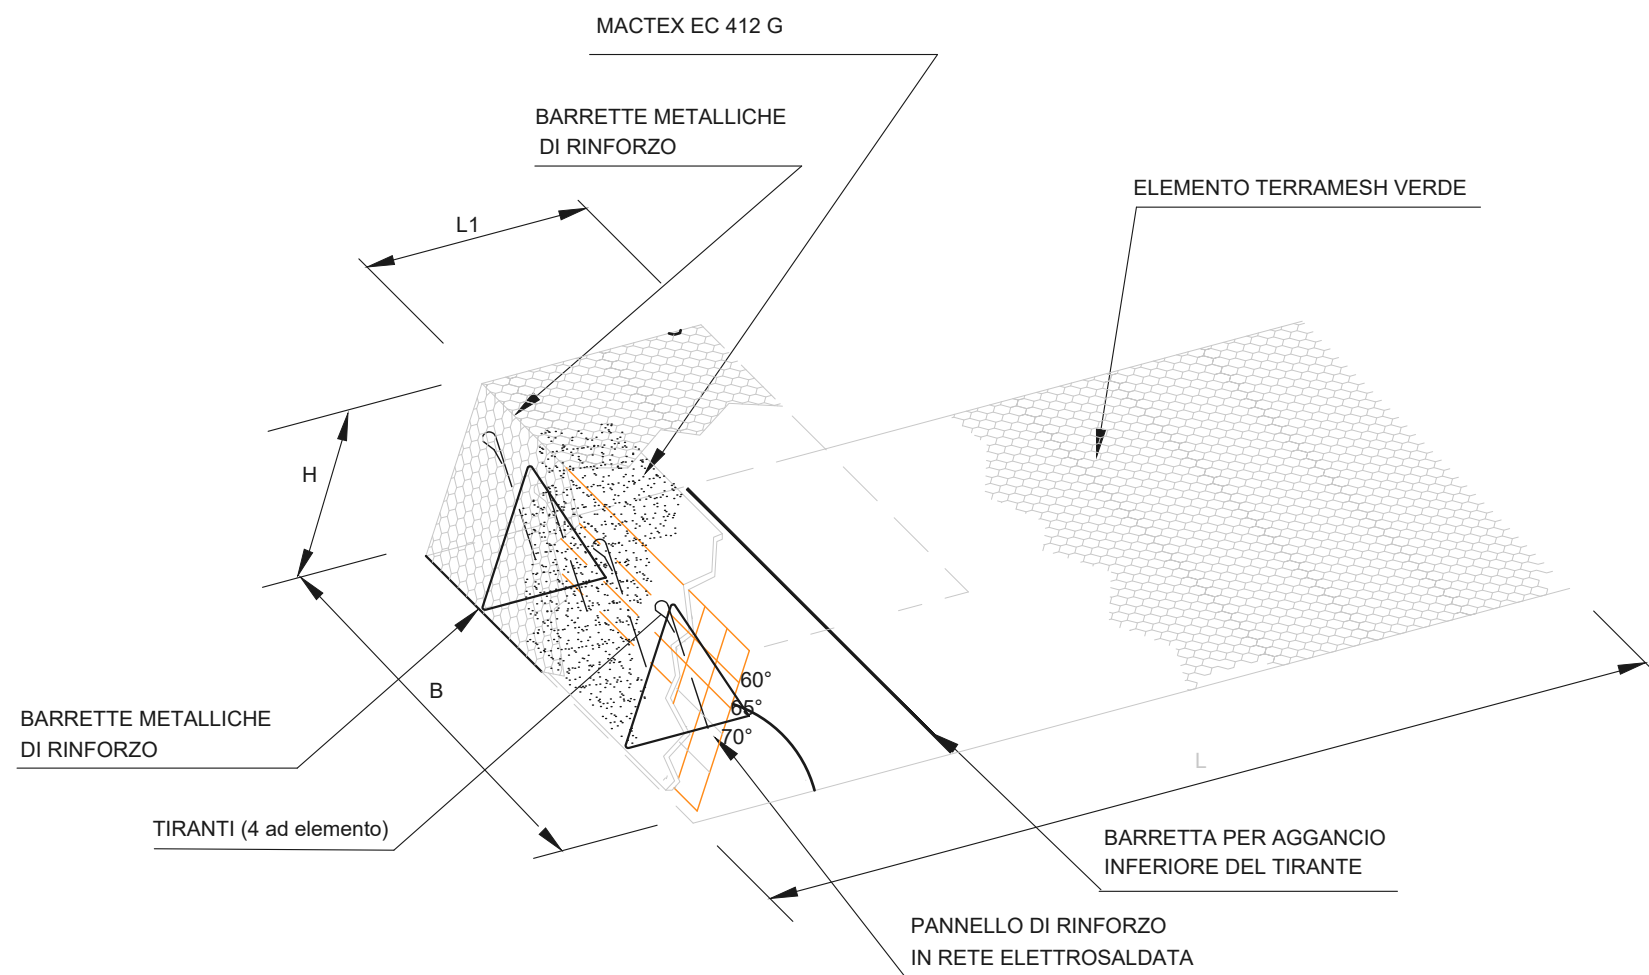 MACTEX EC 412 G
BARRETTE METALLICHE
DI RINFORZO
ELEMENTO TERRAMESH VERDE
L1
H
B
60°
65°
70°
L
BARRETTE METALLICHE
DI RINFORZO
TIRANTI (4 ad elemento)
BARRETTA PER AGGANCIO
INFERIORE DEL TIRANTE
PANNELLO DI RINFORZO
IN RETE ELETTROSALDATA